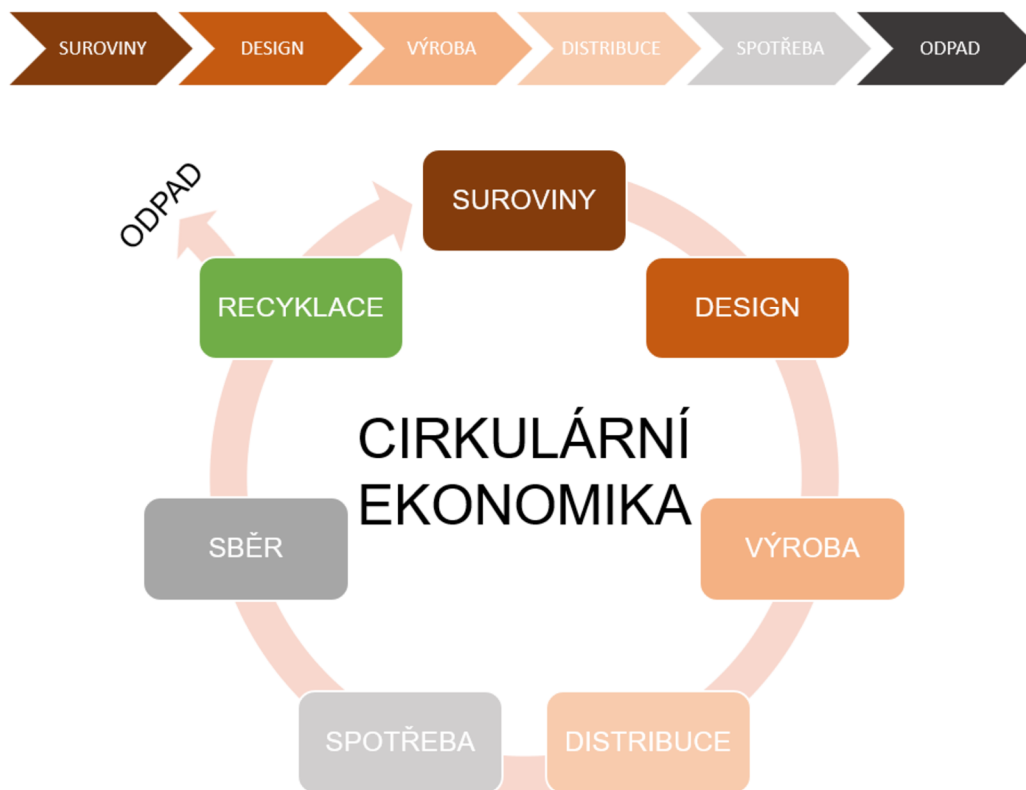 SUROVINY
DESIGN
VÝROBA
DISTRIBUCE
SPOTŘEBA
ODPAD
SUROVINY
ODPAD
RECYKLACE
DESIGN
CIRKULÁRNÍ
EKONOMIKA
SBĚR
VÝROBA
SPOTŘEBA
DISTRIBUCE